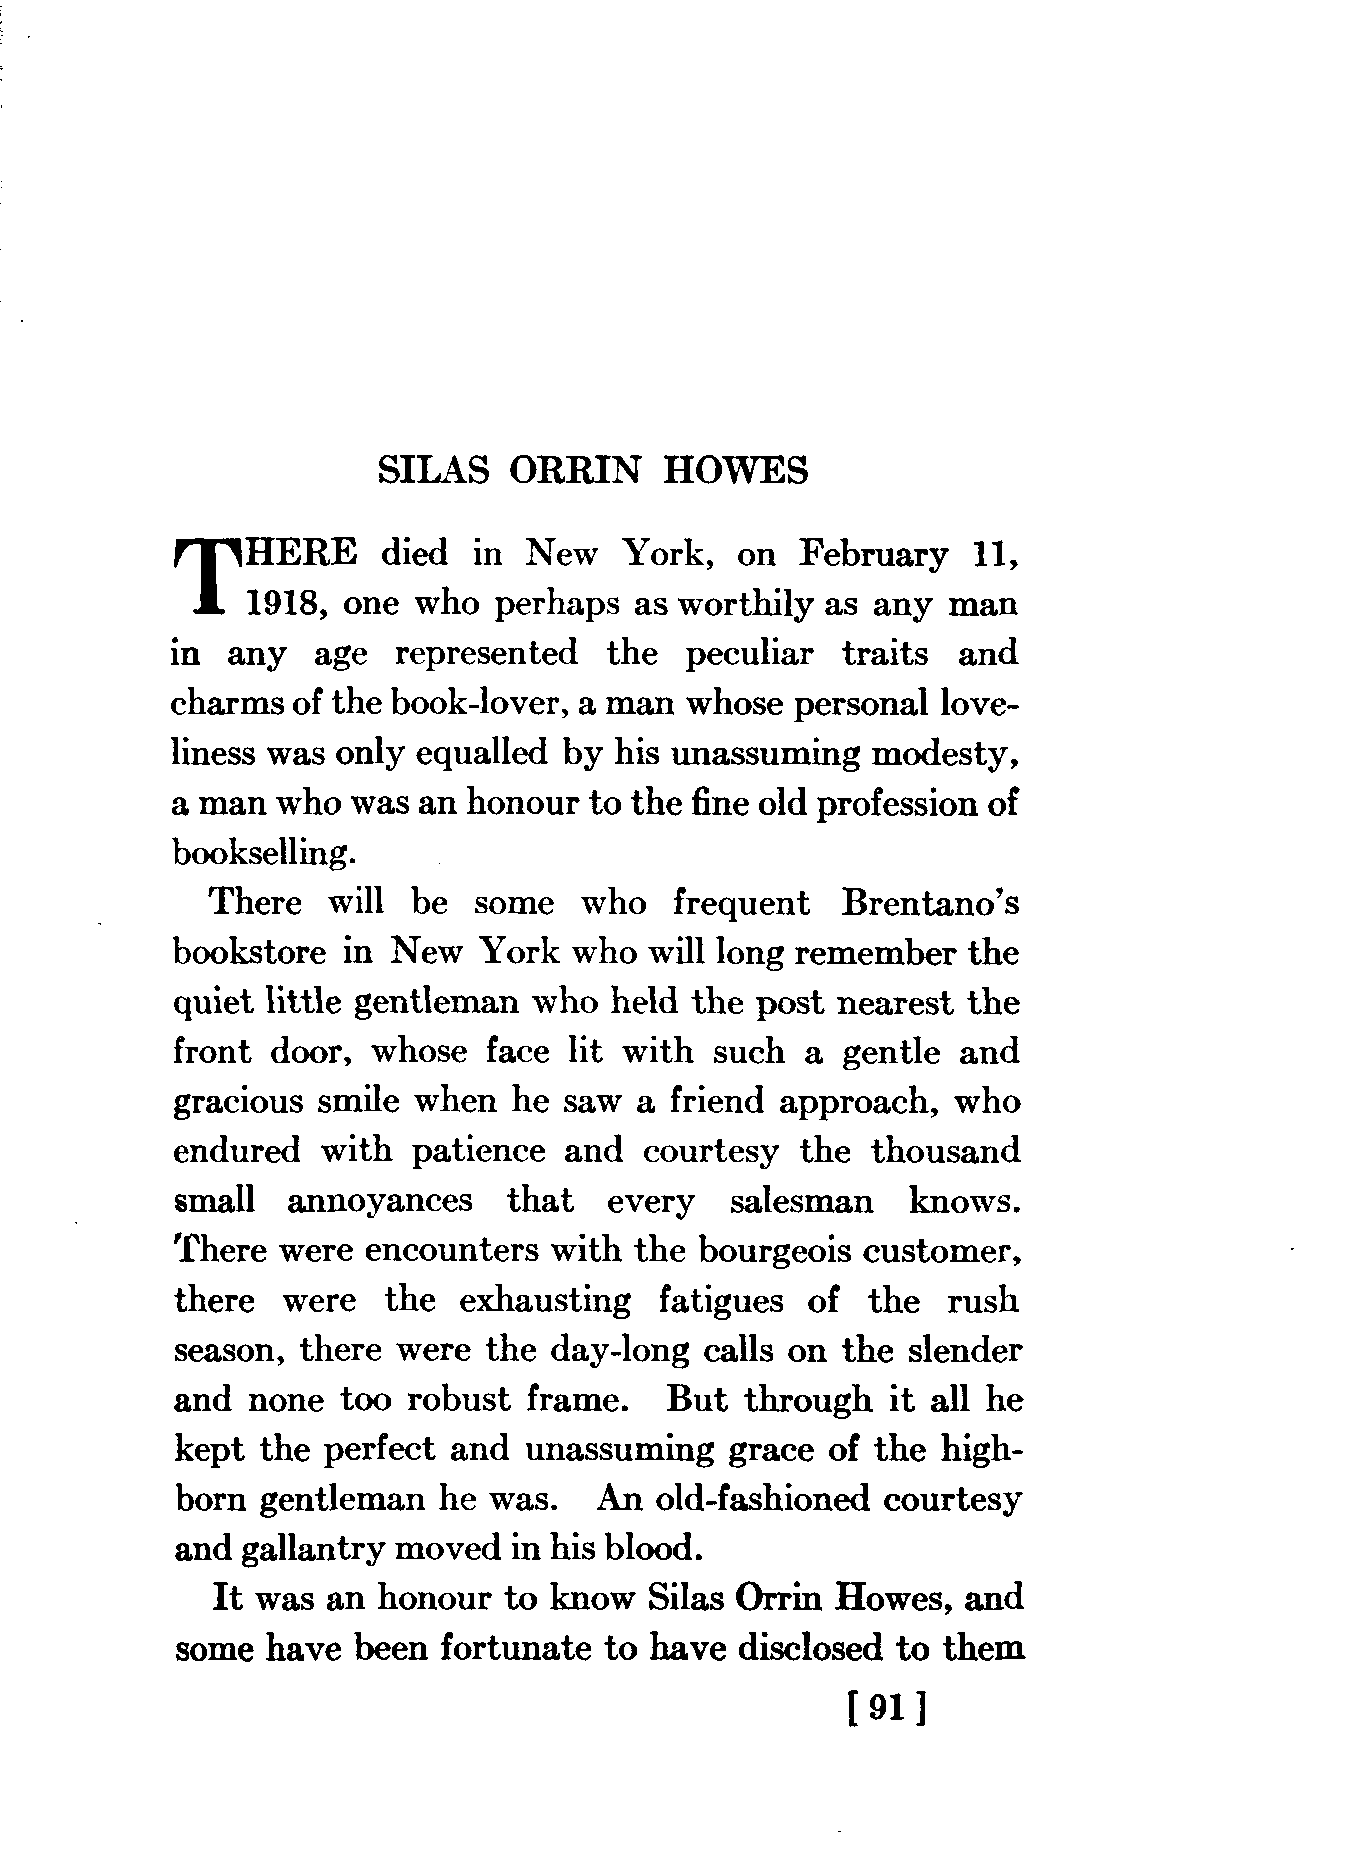 SILAS ORRIN HOWES
THERE died in New York, on February 11,
1918, one who perhaps as worthily as any man
in any age represented the peculiar traits and
charms of the book-lover, a man whose personal love-
liness was only equalled by his unassuming modesty,
a man who was an honour to the fine old profession of
bookselling.
There will be some who frequent Brentano's
bookstore in New York who will long remember the
quiet little gentleman who held the post nearest the
front door, whose face lit with such a gentle and
gracious smile when he saw a friend approach, who
endured with patience and courtesy the thousand
small annoyances that every salesman knows.
There were encounters with the bourgeois customer,
there were the exhausting fatigues of the rush
season, there were the day-long calls on the slender
and none too robust frame. But through it all he
kept the perfect and unassuming grace of the high-
born gentleman he was. An old-fashioned courtesy
and gallantry moved in his blood.
It was an honour to know Silas Orrin Howes, and
some have been fortunate to have disclosed to them
[ 91 ]